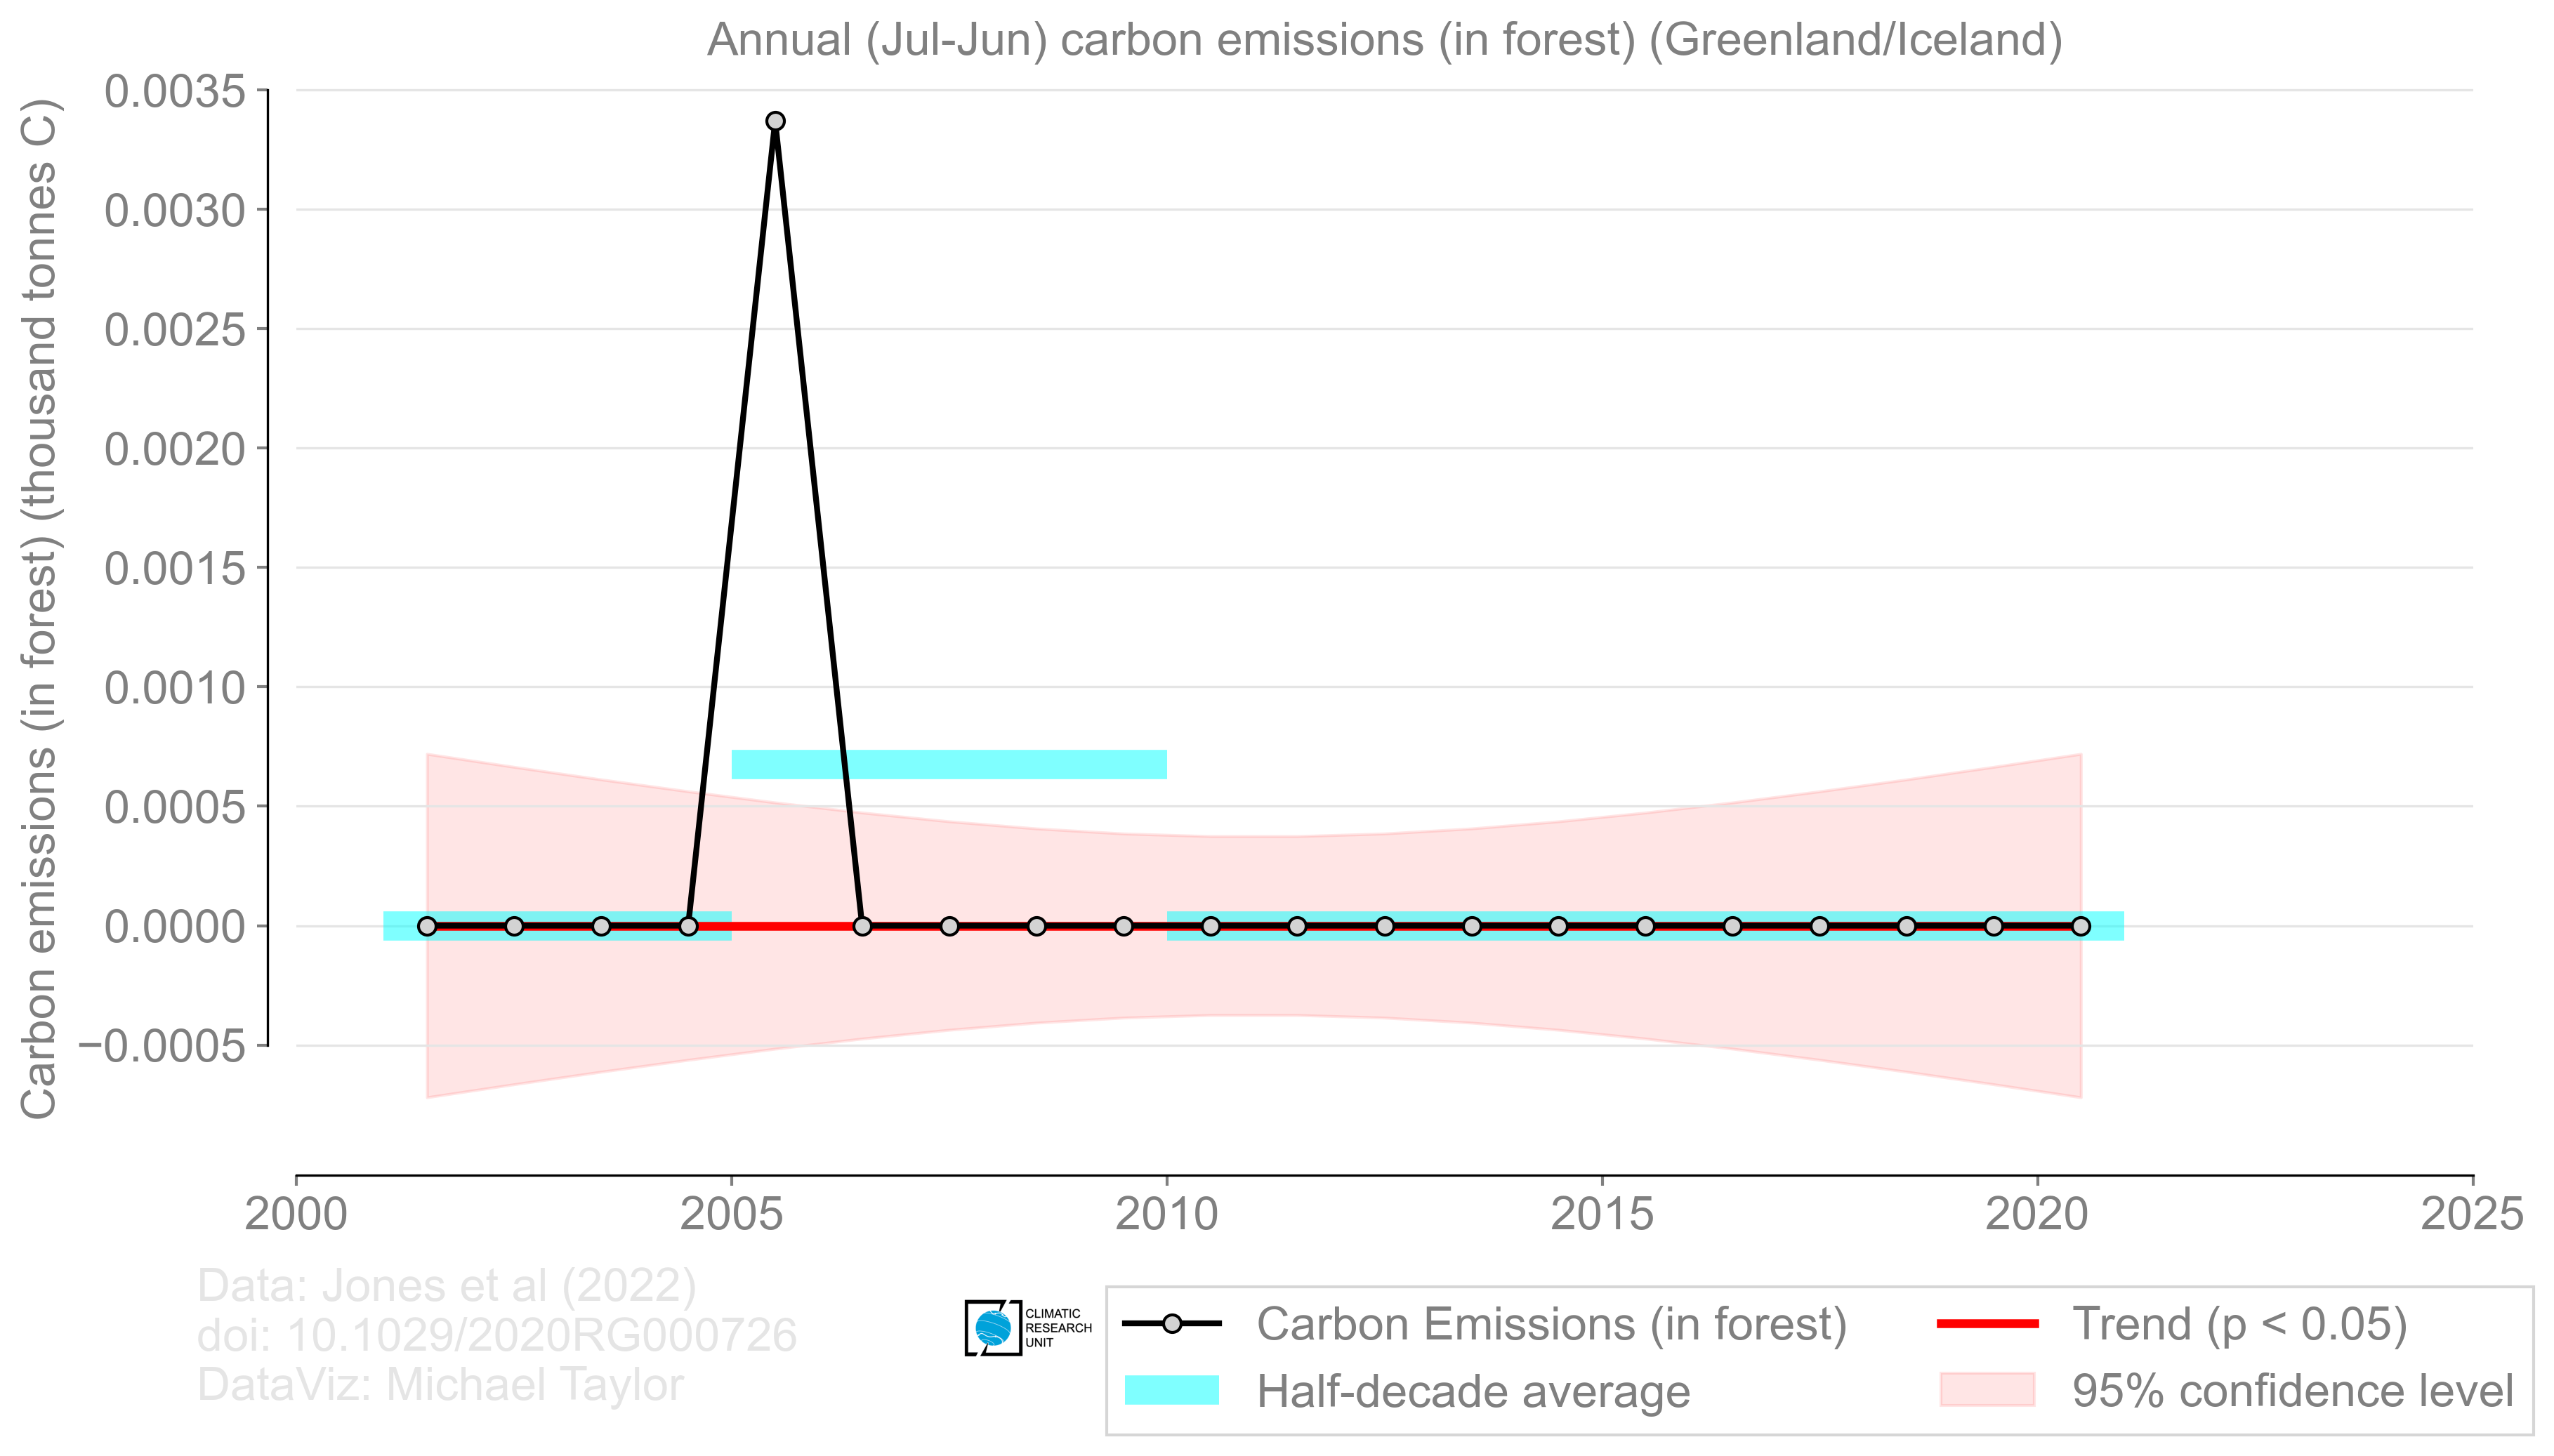 Annual (Jul-Jun) carbon emissions (in forest) (Greenland/Iceland)
Carbon emissions (in forest) (thousand tonnes C)
0.0035
0.0030
0.0025
0.0020
0.0015
0.0010
0.0005
0.0000
−0.0005
2000 2005 2010 2015 2020 2025
Data: Jones et al (2022)
doi: 10.1029/2020RG000726
DataViz: Michael Taylor
CLIMATIC
RESEARCH
UNIT
Carbon Emissions (in forest)
Half-decade average
Trend (p < 0.05)
95% confidence level